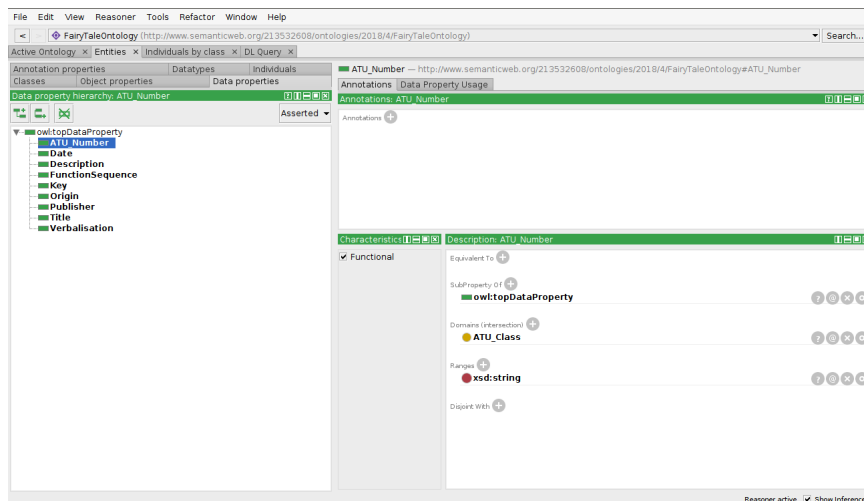 File Edit View Reasoner Tools Refactor Window Help
< > FairyTaleOntology (http://www.semanticweb.org/213532608/ontologies/2018/4/FairyTaleOntology) Search...
Active Ontology × Entities × Individuals by class × DL Query ×
Annotation properties Datatypes Individuals
Classes Object properties Data properties
Data property hierarchy: ATU_Number
Asserted
owl:topDataProperty
ATU_Number
Date
Description
FunctionSequence
Key
Origin
Publisher
Title
Verbalisation
ATU_Number — http://www.semanticweb.org/213532608/ontologies/2018/4/FairyTaleOntology#ATU_Number
Annotations Data Property Usage
Annotations: ATU_Number
Annotations
Characteristics
Functional
Description: ATU_Number
Equivalent To
SubProperty Of
owl:topDataProperty
Domains (intersection)
ATU_Class
Ranges
xsd:string
Disjoint With
Reasoner active Show Inference